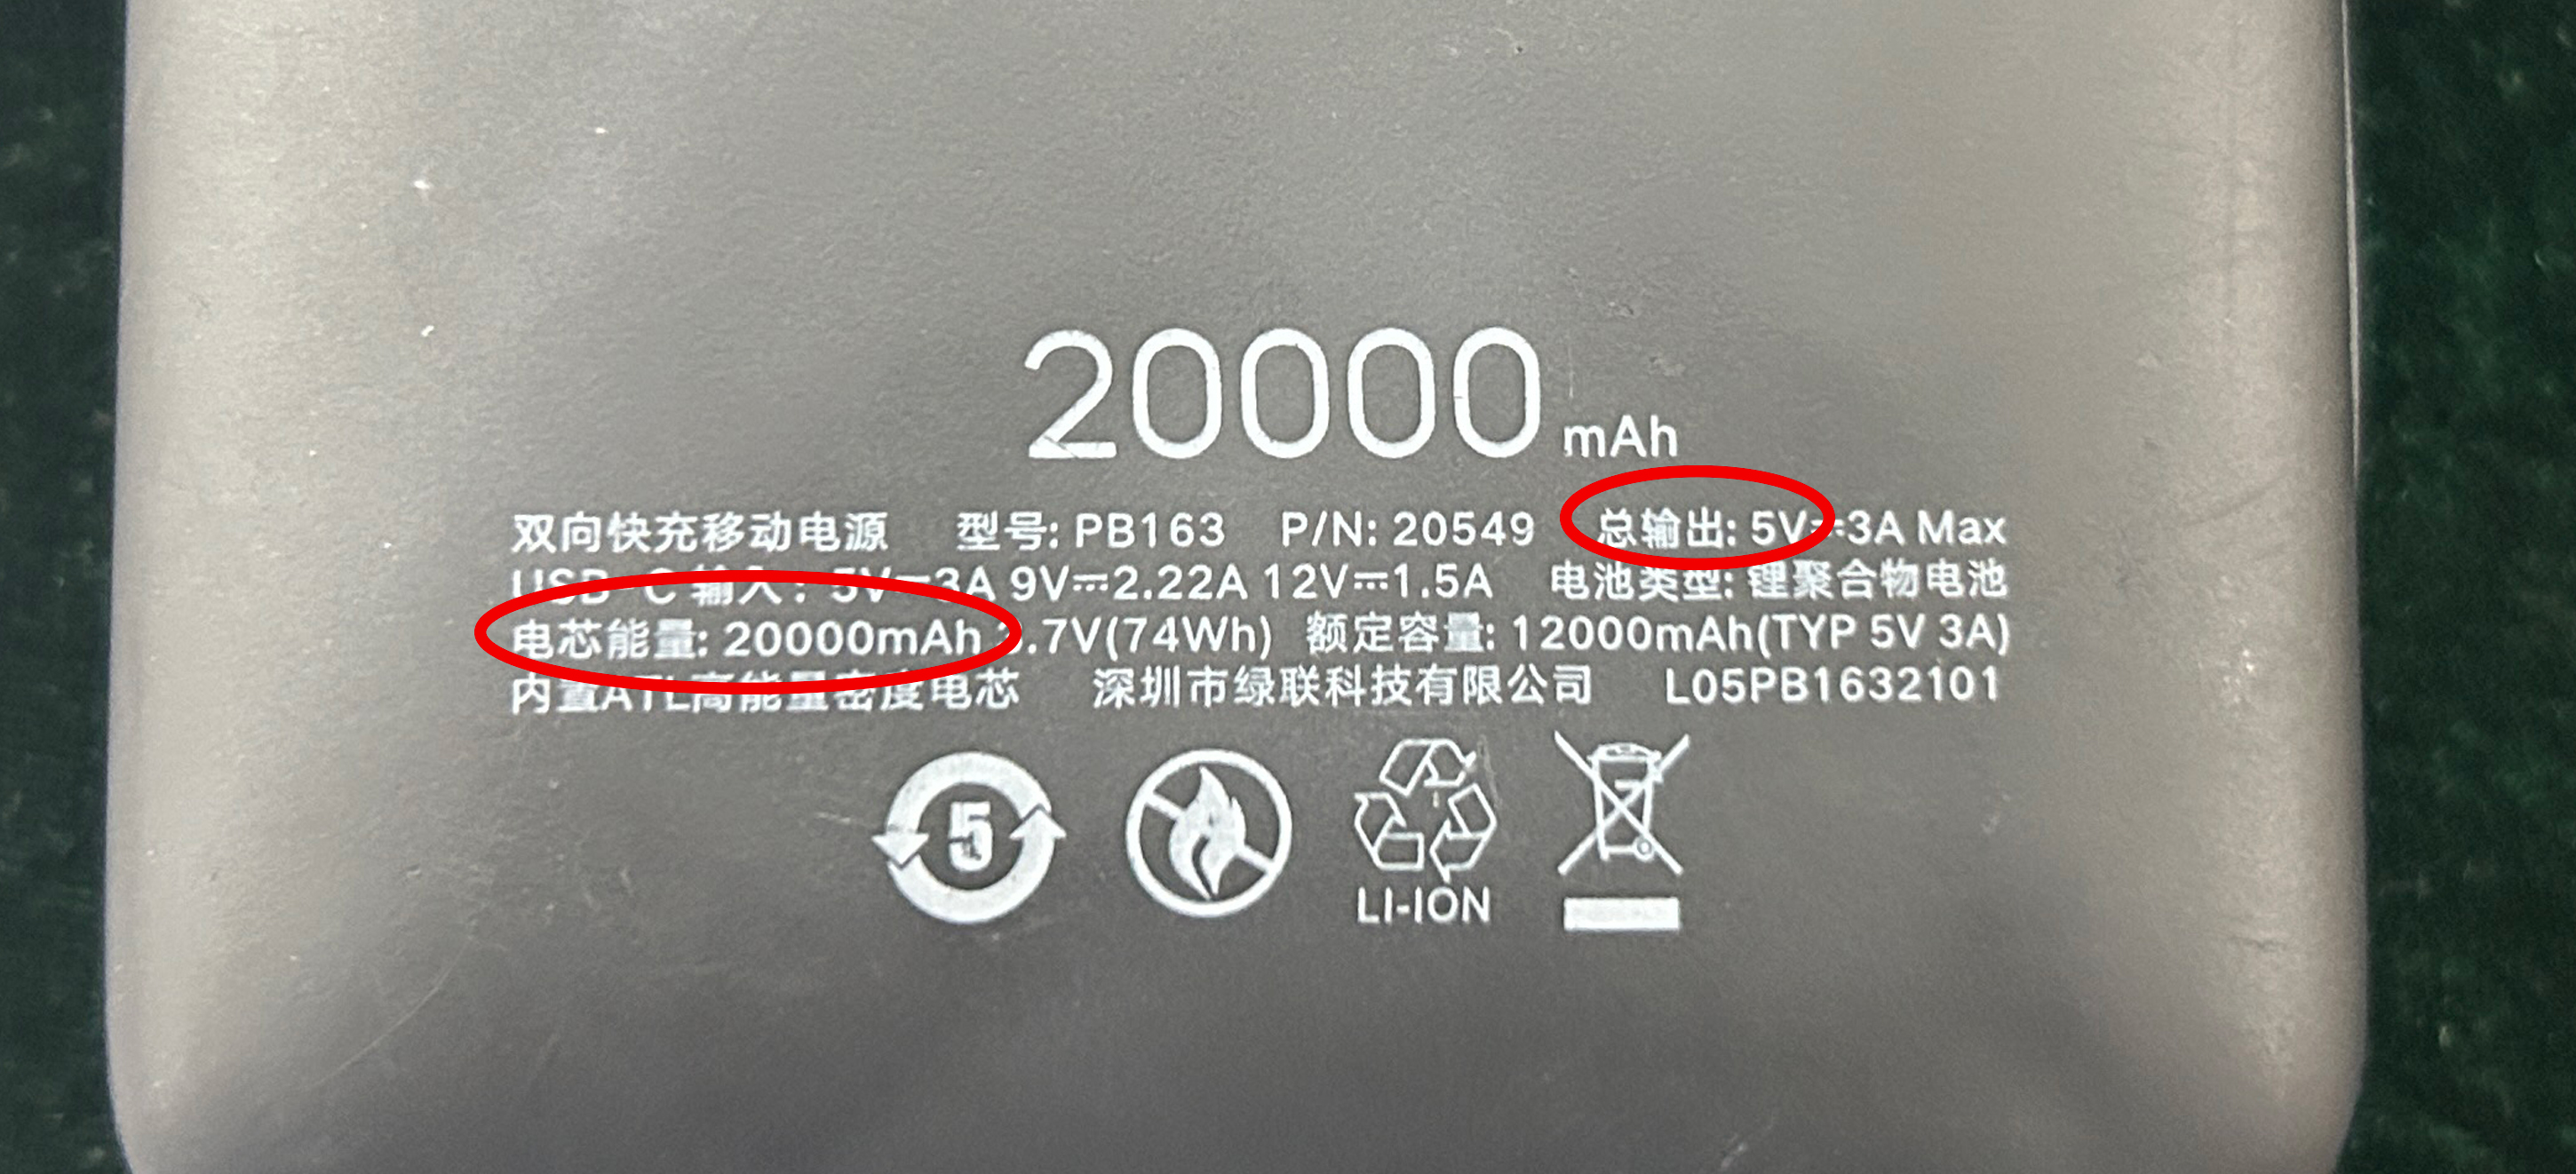 20000 mAh
双向快充移动电源 型号: PB163 P/N: 20549 总输出: 5V⎓3A Max
USB-C 输入: 5V⎓3A 9V⎓2.22A 12V⎓1.5A 电池类型: 锂聚合物电池
电芯能量: 20000mAh .7V(74Wh) 额定容量: 12000mAh(TYP 5V 3A)
内置ATL高能量密度电芯 深圳市绿联科技有限公司 L05PB1632101
5
LI-ION